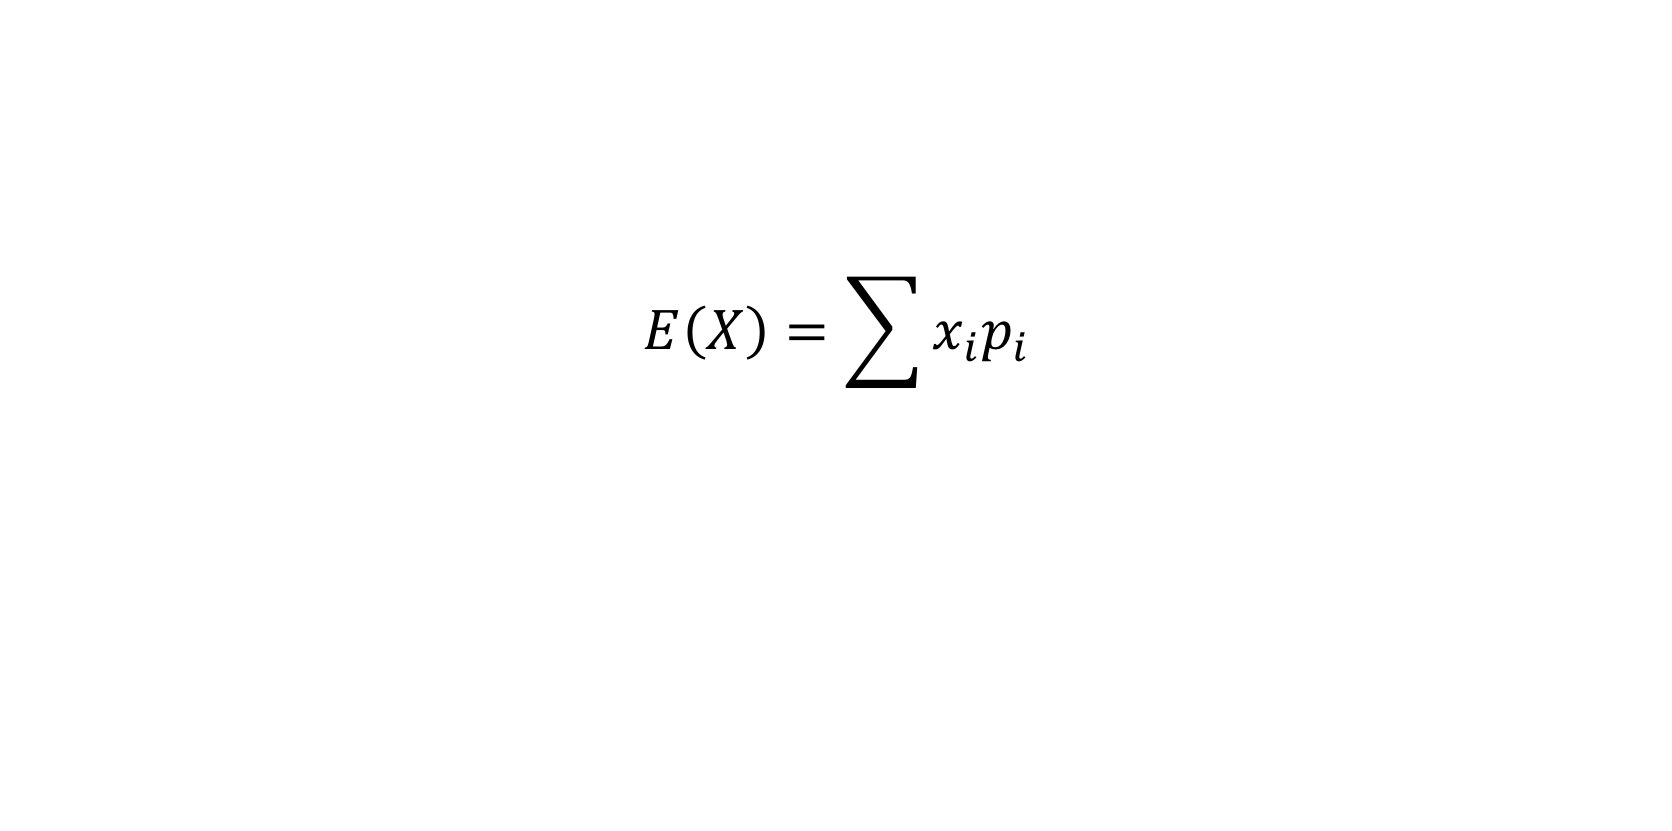 E(X) = ∑ xᵢpᵢ